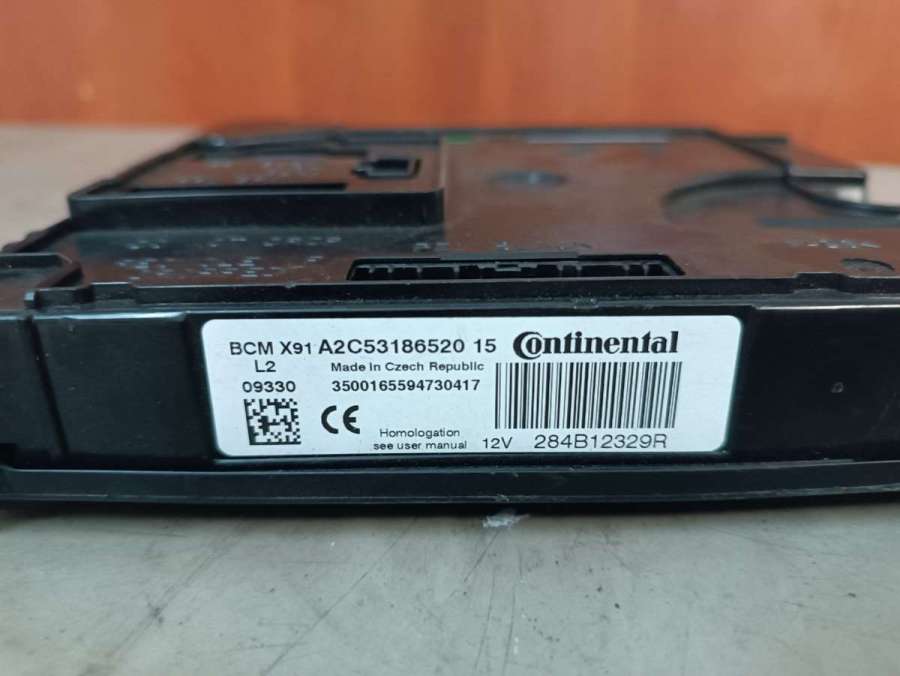 BCM X91 A2C53186520 15 Continental
L2 Made in Czech Republic
09330 3500165594730417
CE
Homologation
see user manual 12V 284B12329R